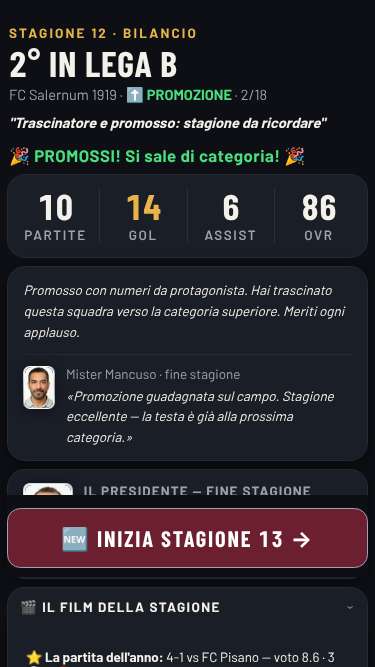 STAGIONE 12 · BILANCIO
2° IN LEGA B
FC Salernum 1919 · ⬆️ PROMOZIONE · 2/18
"Trascinatore e promosso: stagione da ricordare"
🎉 PROMOSSI! Si sale di categoria! 🎉
10 14 6 86
PARTITE GOL ASSIST OVR
Promosso con numeri da protagonista. Hai trascinato
questa squadra verso la categoria superiore. Meriti ogni
applauso.
Mister Mancuso · fine stagione
«Promozione guadagnata sul campo. Stagione
eccellente — la testa è già alla prossima
categoria.»
IL PRESIDENTE — FINE STAGIONE
🆕 INIZIA STAGIONE 13 →
🎬 IL FILM DELLA STAGIONE
⭐ La partita dell'anno: 4-1 vs FC Pisano — voto 8.6 · 3